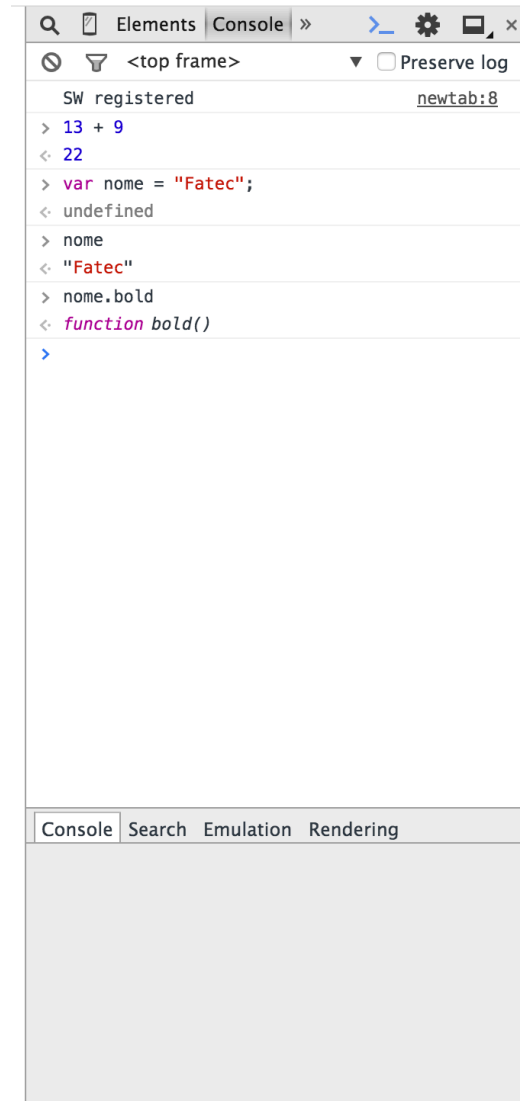 Elements Console »
<top frame> Preserve log
SW registered newtab:8
> 13 + 9
22
> var nome = "Fatec";
undefined
> nome
"Fatec"
> nome.bold
function bold()
>
Console Search Emulation Rendering